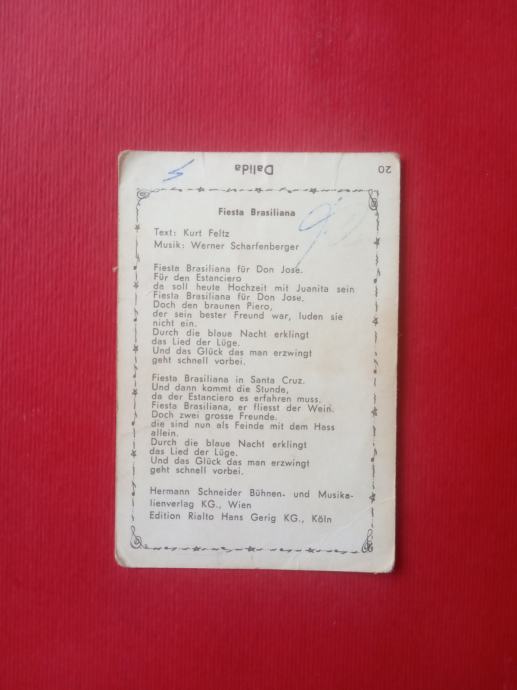 Dalida
20
Fiesta Brasiliana
Text: Kurt Feltz
Musik: Werner Scharfenberger
Fiesta Brasiliana für Don Jose.
Für den Estanciero
da soll heute Hochzeit mit Juanita sein
Fiesta Brasiliana für Don Jose.
Doch den braunen Piero,
der sein bester Freund war, luden sie
nicht ein.
Durch die blaue Nacht erklingt
das Lied der Lüge.
Und das Glück das man erzwingt
geht schnell vorbei.
Fiesta Brasiliana in Santa Cruz.
Und dann kommt die Stunde,
da der Estanciero es erfahren muss.
Fiesta Brasiliana, er fliesst der Wein.
Doch zwei grosse Freunde.
die sind nun als Feinde mit dem Hass
allein.
Durch die blaue Nacht erklingt
das Lied der Lüge.
Und das Glück das man erzwingt
geht schnell vorbei.
Hermann Schneider Bühnen- und Musika-
lienverlag KG., Wien
Edition Rialto Hans Gerig KG., Köln